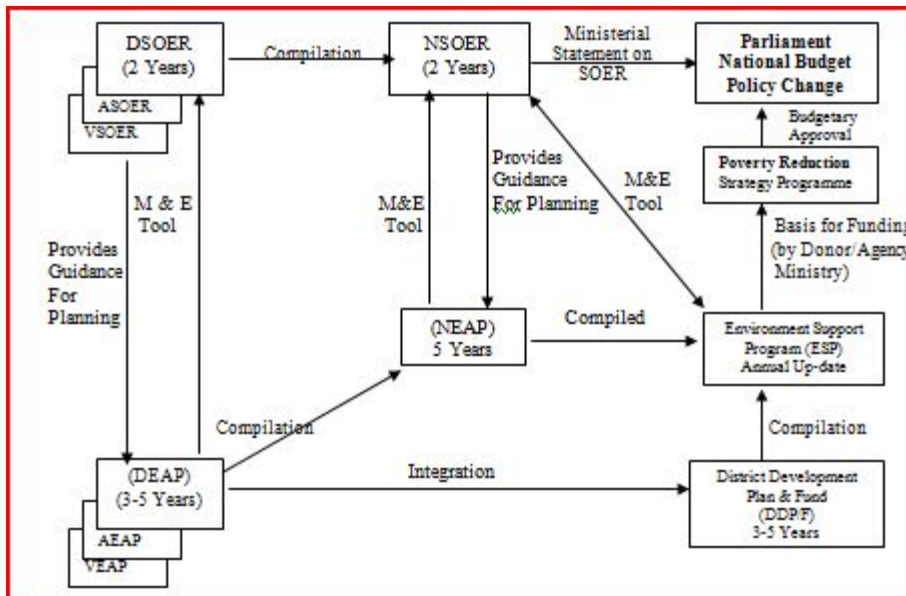 DSOER
(2 Years)
ASOER
VSOER
Compilation
NSOER
(2 Years)
Ministerial
Statement on
SOER
Parliament
National Budget
Policy Change
Budgetary
Approval
Poverty Reduction
Strategy Programme
Provides
Guidance
For Planning
M & E
Tool
M&E
Tool
Provides
Guidance
For Planning
M&E
Tool
Basis for Funding
(by Donor/Agency
Ministry)
(NEAP)
5 Years
Compiled
Environment Support
Program (ESP)
Annual Up-date
Compilation
Compilation
(DEAP)
(3-5 Years)
AEAP
VEAP
Integration
District Development
Plan & Fund
(DDP/F)
3-5 Years